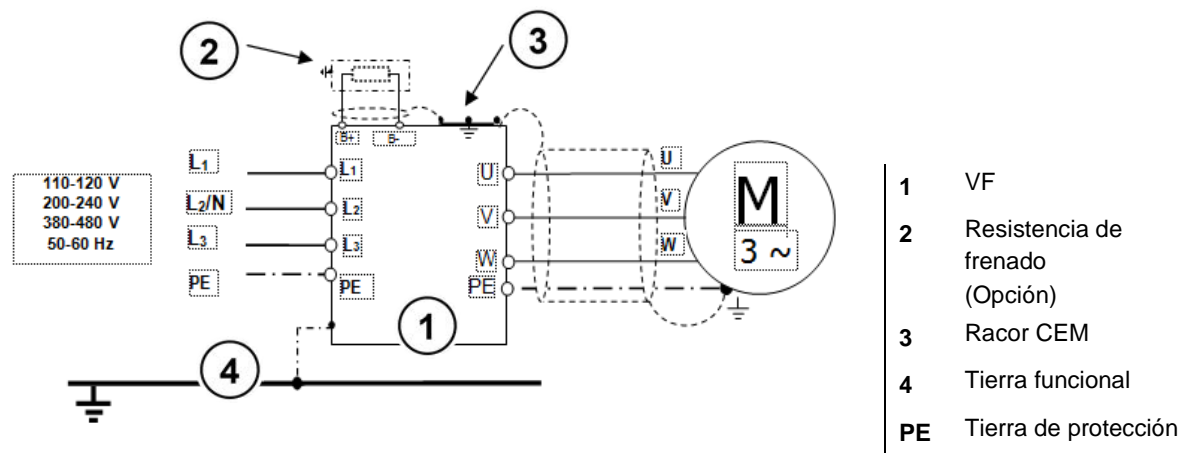 2
3
B+
B-
L1
L1
U
U
110-120 V
200-240 V
380-480 V
50-60 Hz
L2/N
L2
V
V
M
3 ~
L3
L3
W
W
PE
PE
PE
1
4
1 VF
2 Resistencia de
frenado
(Opción)
3 Racor CEM
4 Tierra funcional
PE Tierra de protección